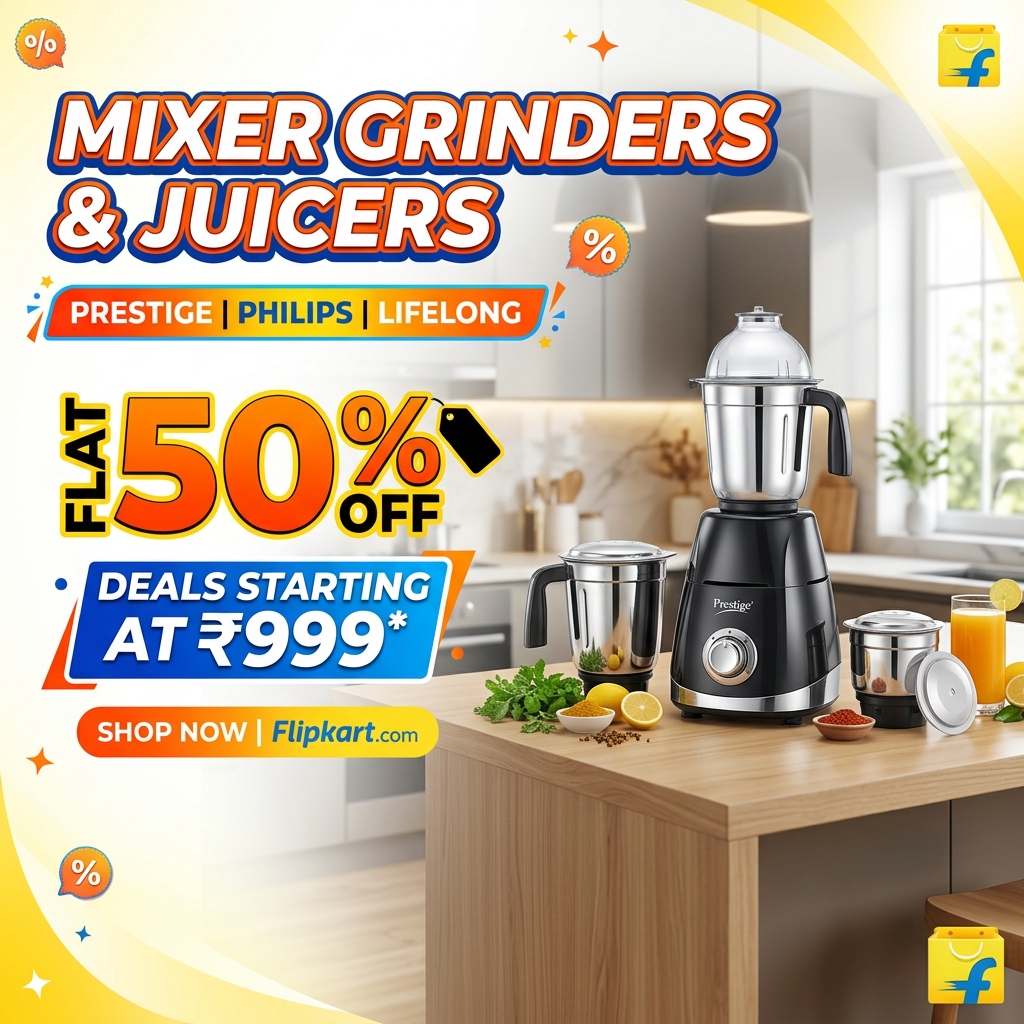 %
f
MIXER GRINDERS
& JUICERS
%
PRESTIGE | PHILIPS | LIFELONG
FLAT 50% OFF
DEALS STARTING
AT ₹999*
SHOP NOW | Flipkart.com
Prestige
%
f